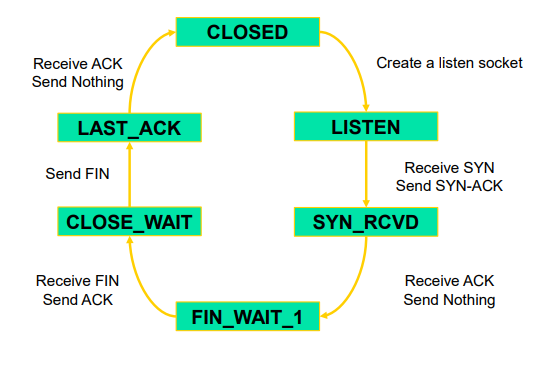 CLOSED
Create a listen socket
LISTEN
Receive SYN
Send SYN-ACK
SYN_RCVD
Receive ACK
Send Nothing
FIN_WAIT_1
Receive FIN
Send ACK
CLOSE_WAIT
Send FIN
LAST_ACK
Receive ACK
Send Nothing